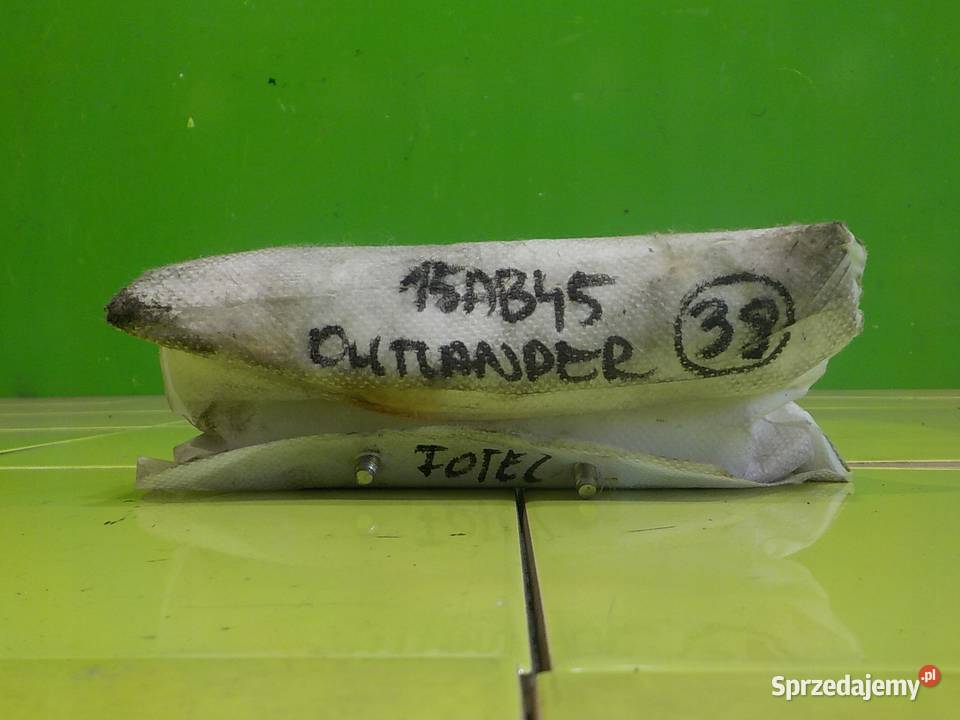 15AB45
OUTLANDER
38
FOTEL
Sprzedajemy.pl